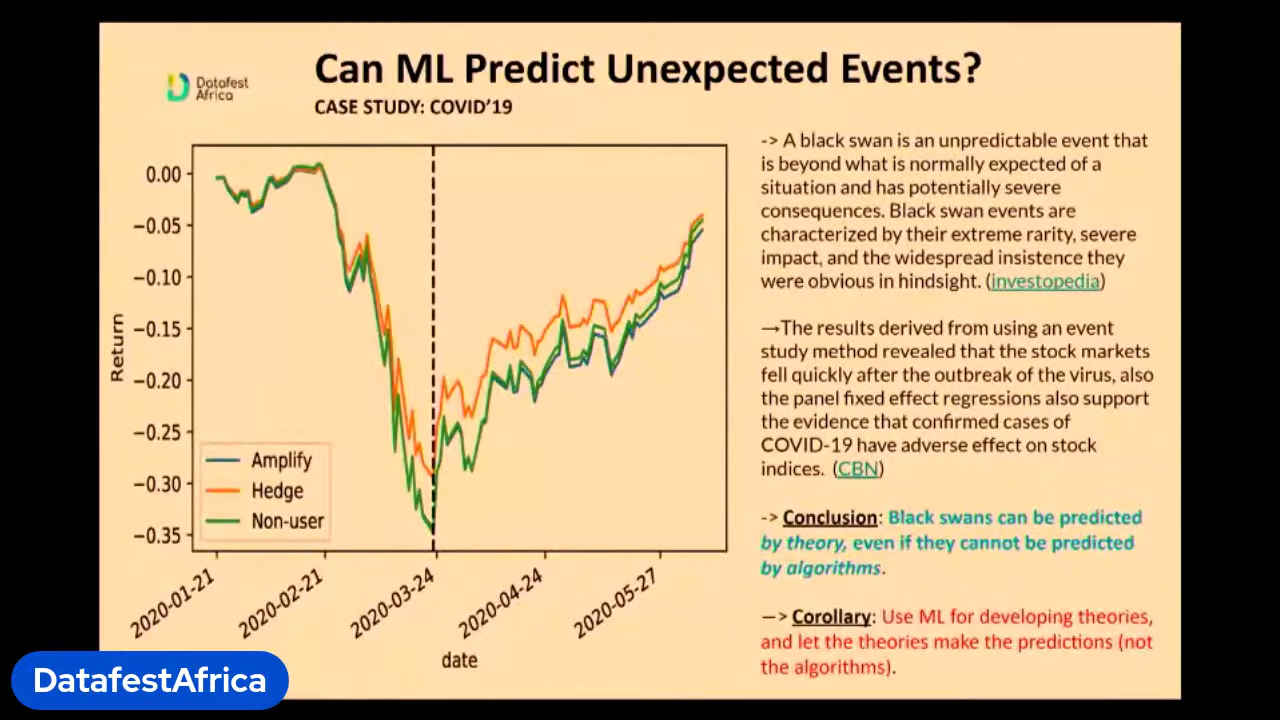 Can ML Predict Unexpected Events?
Datafest
Africa
CASE STUDY: COVID'19
0.00
−0.05
−0.10
−0.15
−0.20
−0.25
−0.30
−0.35
Return
Amplify
Hedge
Non-user
2020-01-21
2020-02-21
2020-03-24
2020-04-24
2020-05-27
date
-> A black swan is an unpredictable event that
is beyond what is normally expected of a
situation and has potentially severe
consequences. Black swan events are
characterized by their extreme rarity, severe
impact, and the widespread insistence they
were obvious in hindsight. (investopedia)
→The results derived from using an event
study method revealed that the stock markets
fell quickly after the outbreak of the virus, also
the panel fixed effect regressions also support
the evidence that confirmed cases of
COVID-19 have adverse effect on stock
indices. (CBN)
-> Conclusion: Black swans can be predicted
by theory, even if they cannot be predicted
by algorithms.
—> Corollary: Use ML for developing theories,
and let the theories make the predictions (not
the algorithms).
DatafestAfrica